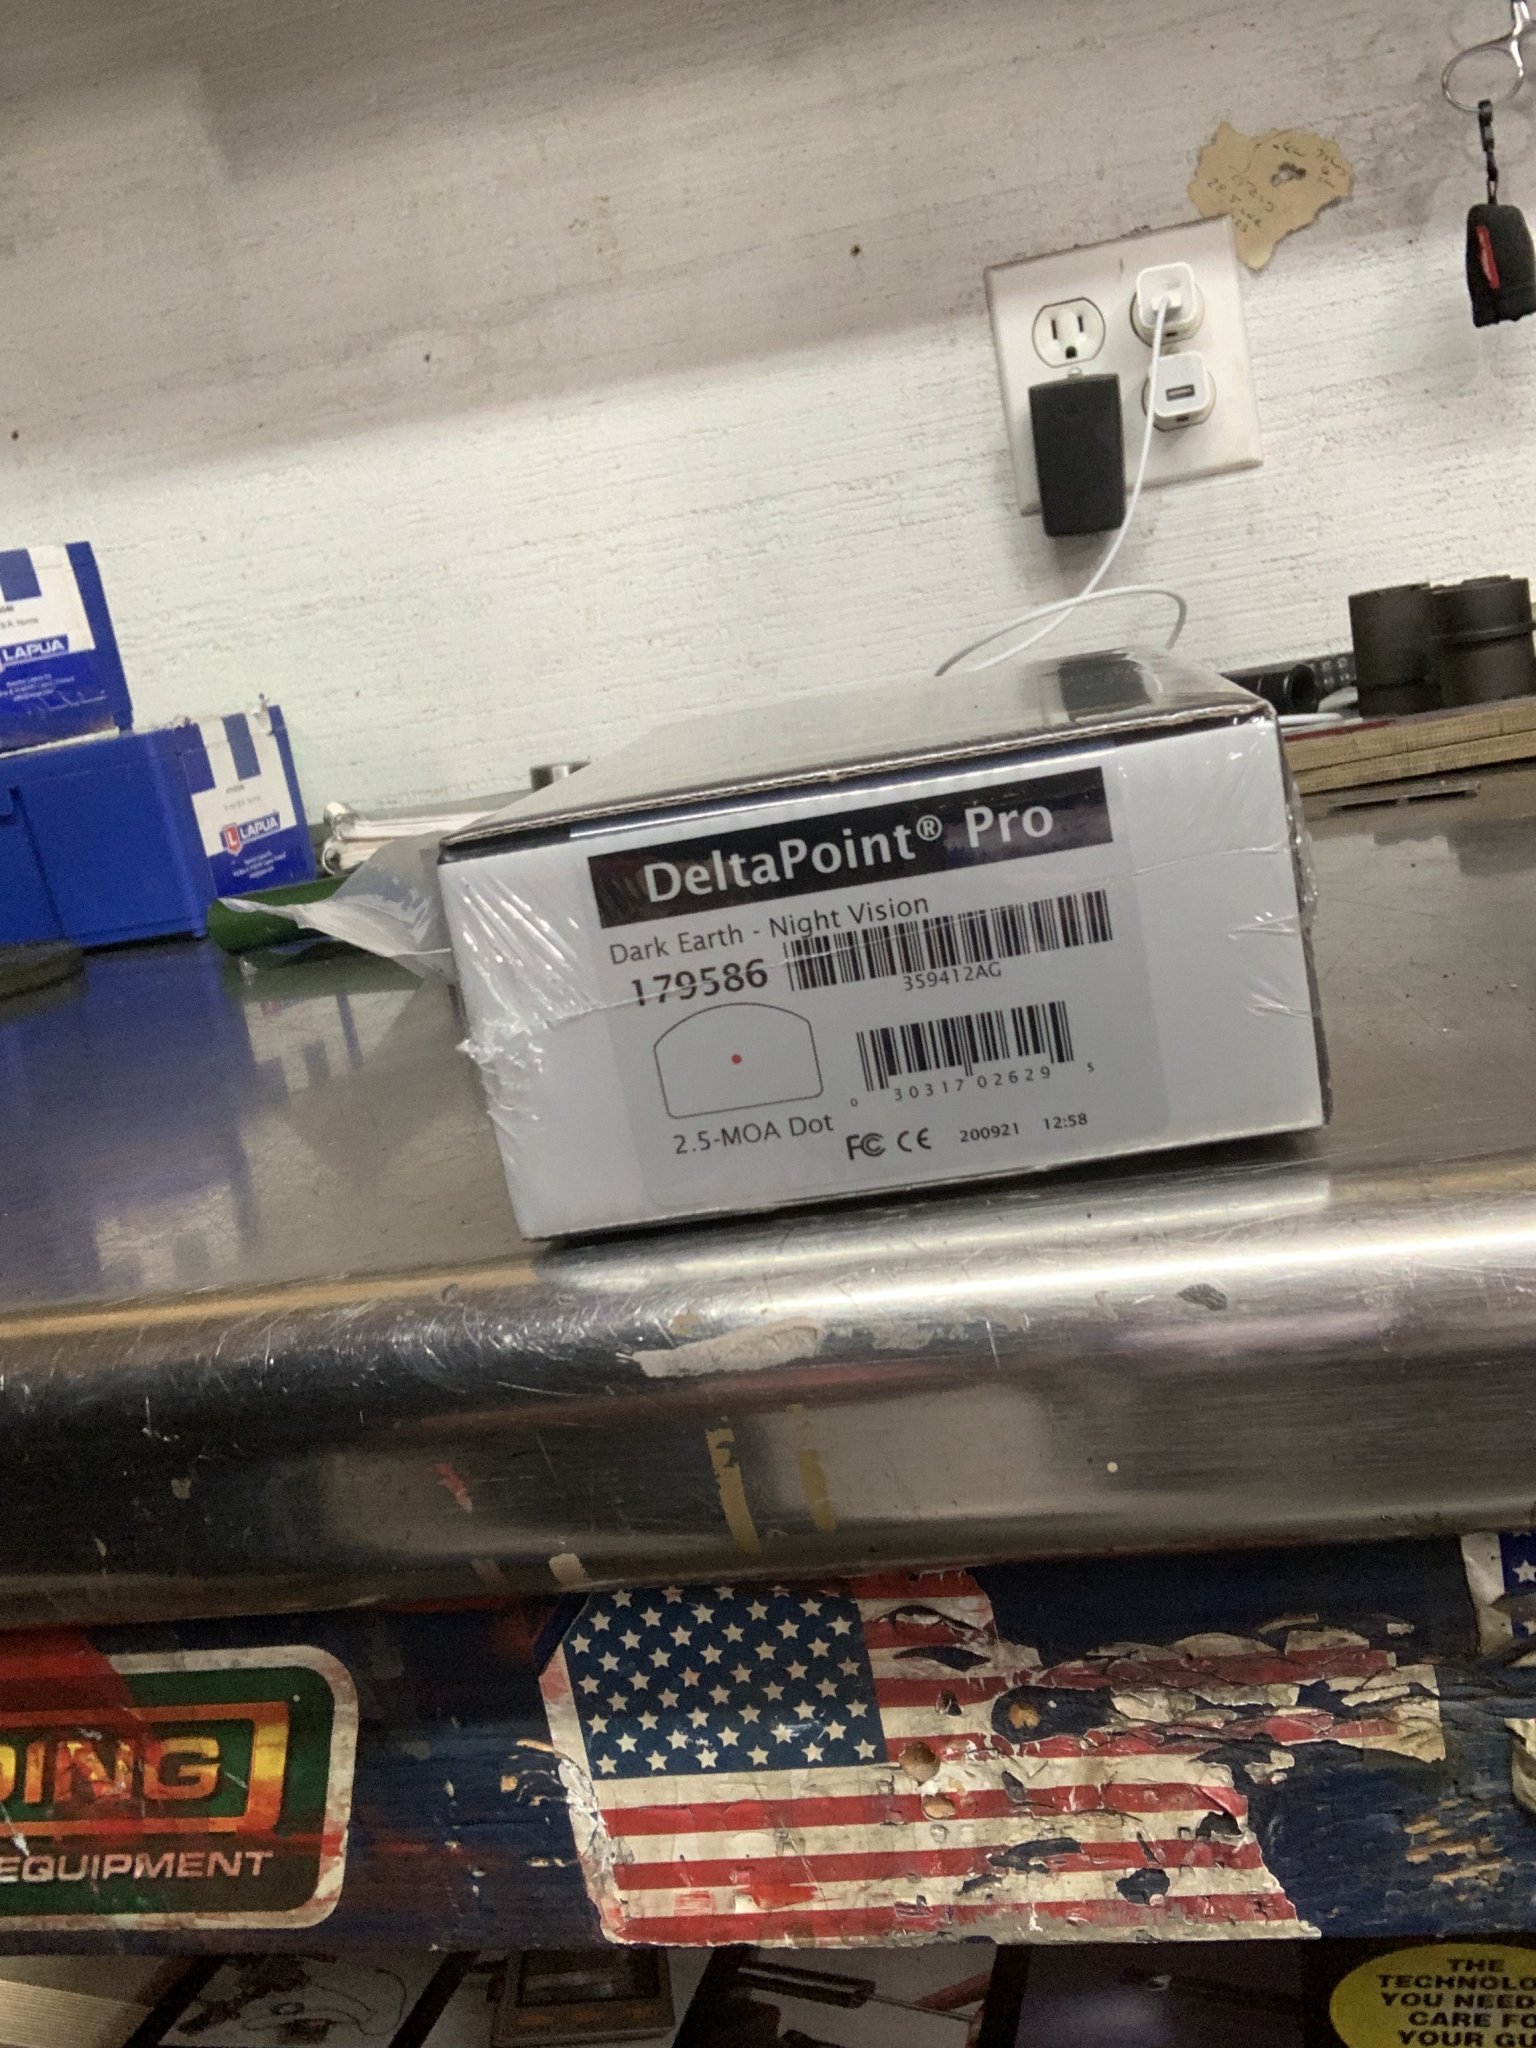 LAPUA
LAPUA
DeltaPoint® Pro
Dark Earth - Night Vision
179586
359412AG
0 30317 02629 5
2.5-MOA Dot
FC CE 200921 12:58
DING
EQUIPMENT
THE
TECHNOLO
YOU NEED
CARE FO
YOUR GU